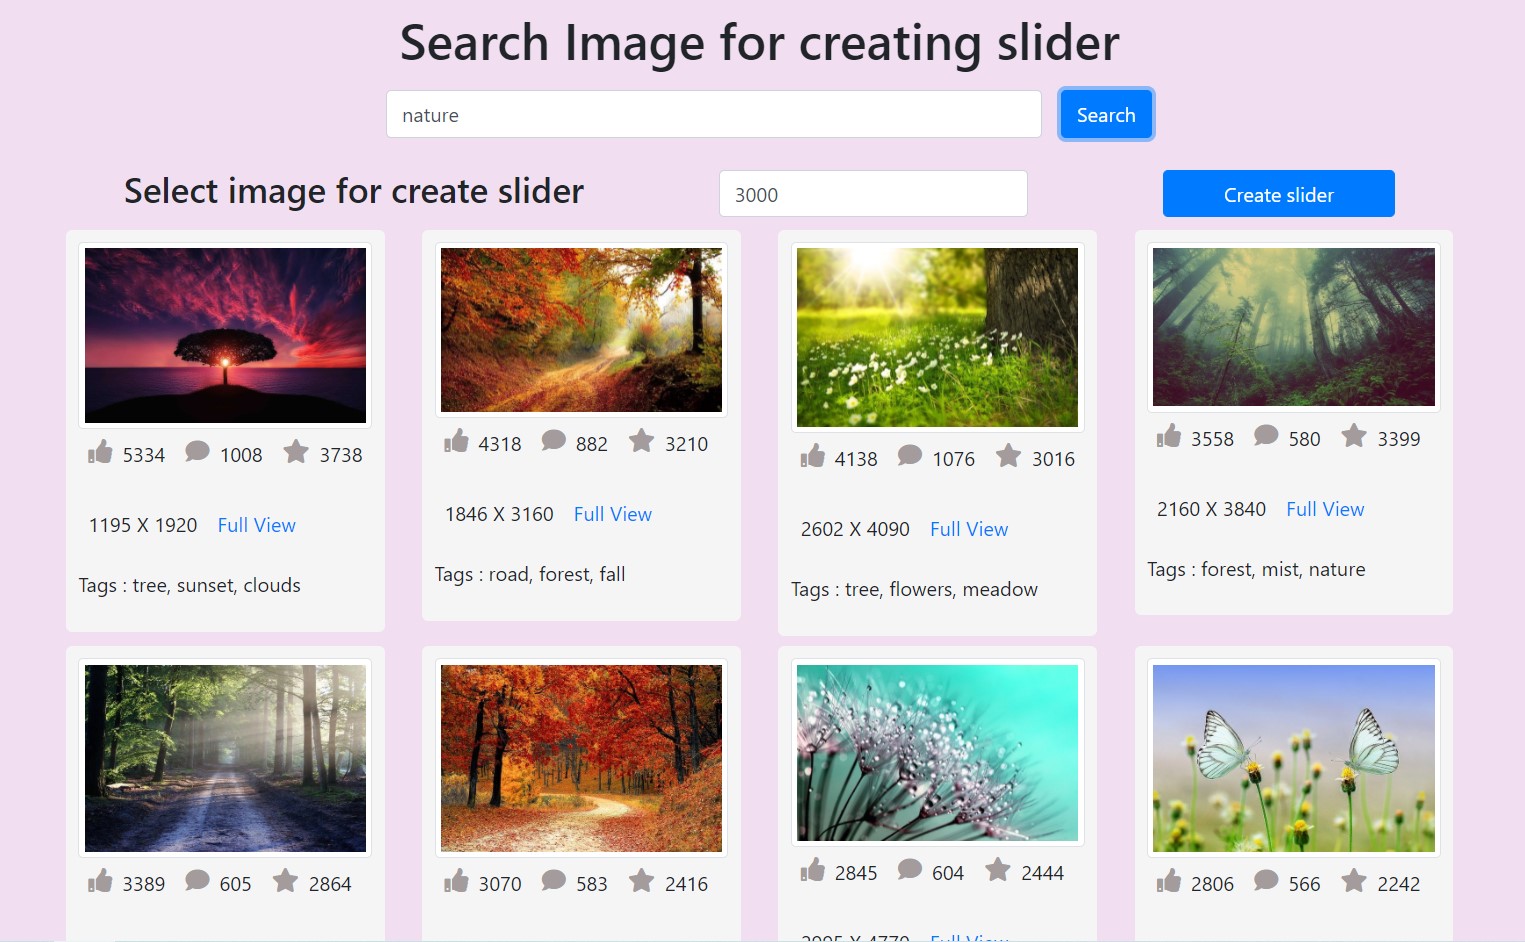 Search Image for creating slider
nature
Search
Select image for create slider
3000
Create slider
5334 1008 3738
1195 X 1920 Full View
Tags : tree, sunset, clouds
4318 882 3210
1846 X 3160 Full View
Tags : road, forest, fall
4138 1076 3016
2602 X 4090 Full View
Tags : tree, flowers, meadow
3558 580 3399
2160 X 3840 Full View
Tags : forest, mist, nature
3389 605 2864
3070 583 2416
2845 604 2444
Full View
2806 566 2242